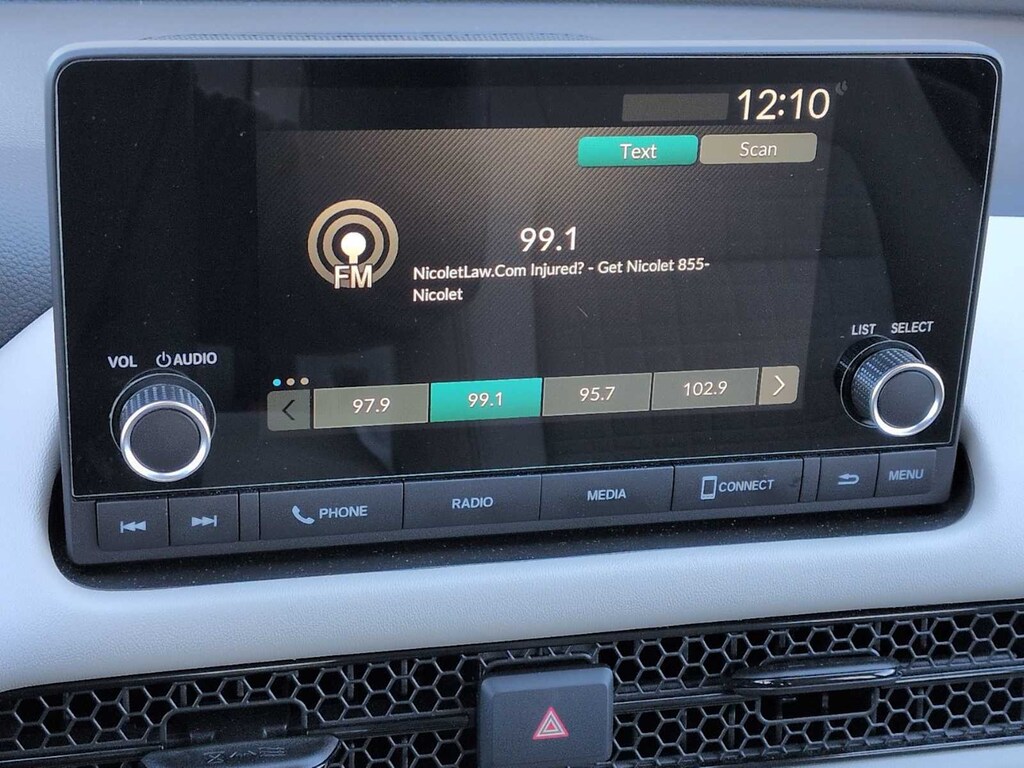 12:10
Text
Scan
99.1
FM
NicoletLaw.Com Injured? - Get Nicolet 855-
Nicolet
LIST SELECT
VOL AUDIO
97.9
99.1
95.7
102.9
PHONE
RADIO
MEDIA
CONNECT
MENU